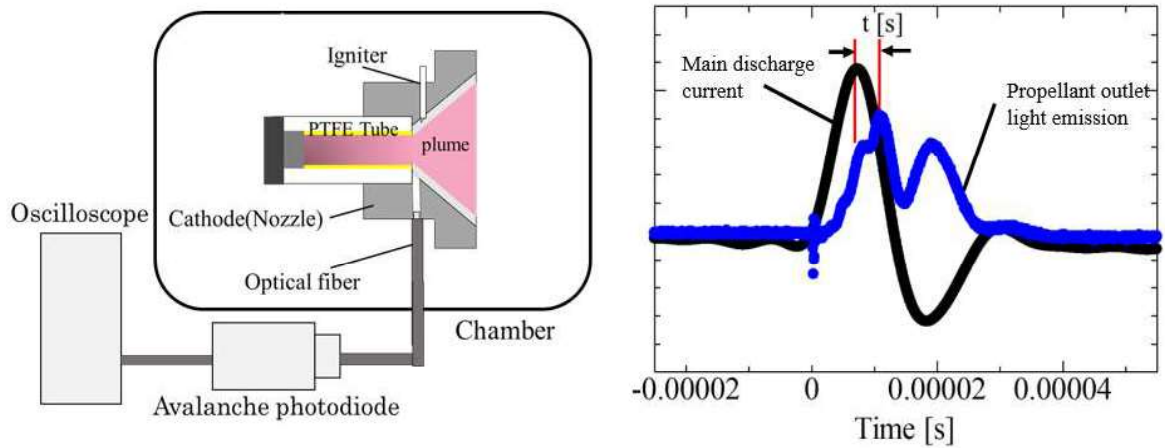 Igniter
PTFE Tube
plume
Oscilloscope
Cathode(Nozzle)
Optical fiber
Chamber
Avalanche photodiode
t [s]
Main discharge
current
Propellant outlet
light emission
-0.00002 0 0.00002 0.00004
Time [s]